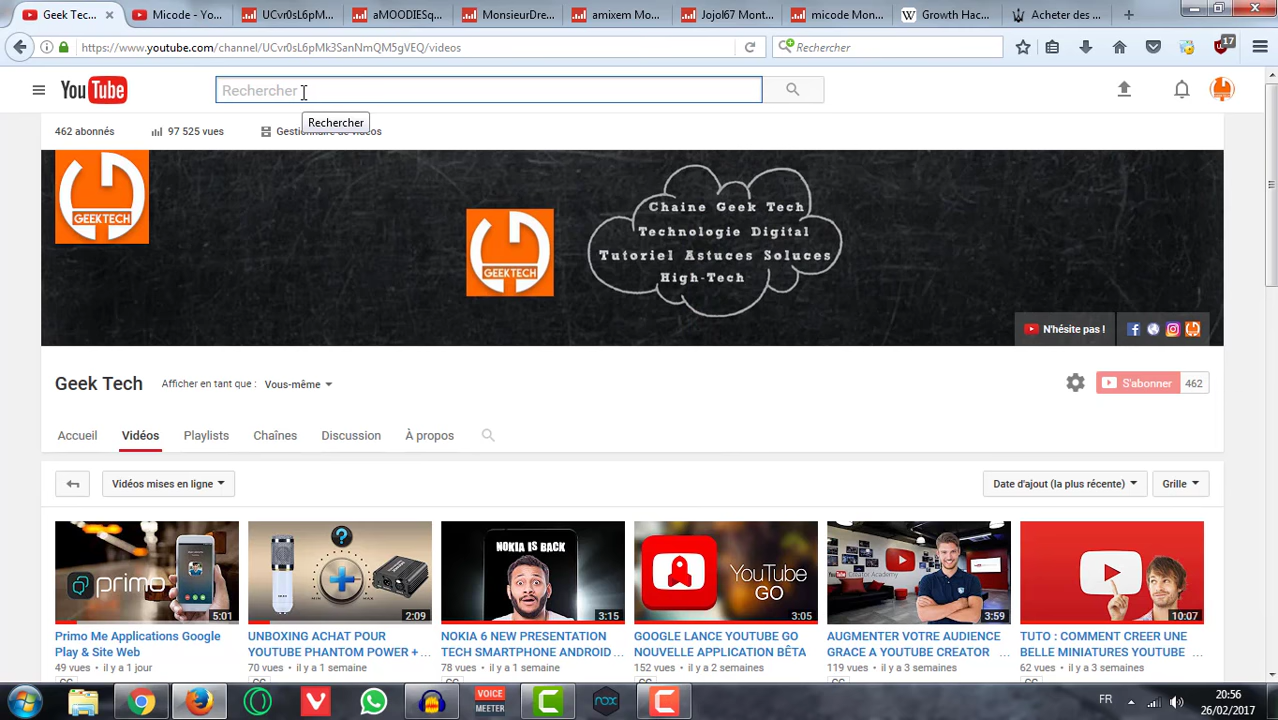 Geek Tec...
Micode - Yo...
UCvr0sL6pM...
aMOODIESq...
MonsieurDre...
amixem Mo...
Jojol67 Mont...
micode Mon...
Growth Hac...
Acheter des ...
https://www.youtube.com/channel/UCvr0sL6pMk3SanNmQM5gVEQ/videos
Rechercher
17
YouTube
Rechercher
Rechercher
462 abonnés
97 525 vues
Gestionnaire de vidéos
GEEKTECH
GEEKTECH
Chaine Geek Tech
Technologie Digital
Tutoriel Astuces Soluces
High-Tech
N'hésite pas !
Geek Tech
Afficher en tant que :
Vous-même
S'abonner
462
Accueil
Vidéos
Playlists
Chaînes
Discussion
À propos
Vidéos mises en ligne
Date d'ajout (la plus récente)
Grille
primo
5:01
2:09
NOKIA IS BACK
3:15
YouTube
GO
3:05
3:59
10:07
Primo Me Applications Google
Play & Site Web
49 vues • il y a 1 jour
UNBOXING ACHAT POUR
YOUTUBE PHANTOM POWER + ...
70 vues • il y a 1 semaine
NOKIA 6 NEW PRESENTATION
TECH SMARTPHONE ANDROID ...
78 vues • il y a 1 semaine
GOOGLE LANCE YOUTUBE GO
NOUVELLE APPLICATION BÊTA
152 vues • il y a 2 semaines
AUGMENTER VOTRE AUDIENCE
GRACE A YOUTUBE CREATOR ...
119 vues • il y a 3 semaines
TUTO : COMMENT CREER UNE
BELLE MINIATURES YOUTUBE ...
62 vues • il y a 3 semaines
VOICE
MEETER
nox
FR
20:56
26/02/2017